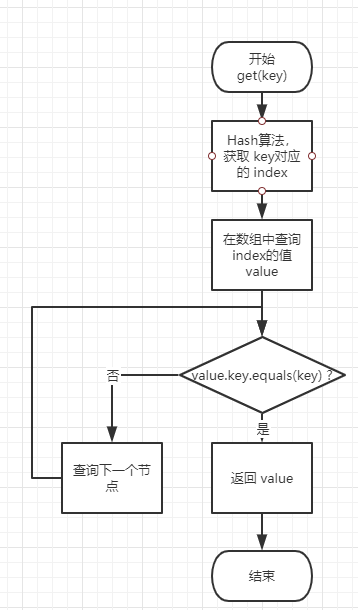 开始
get(key)
Hash算法，
获取 key对应
的 index
在数组中查询
index的值
value
value.key.equals(key) ?
否
是
查询下一个节
点
返回 value
结束